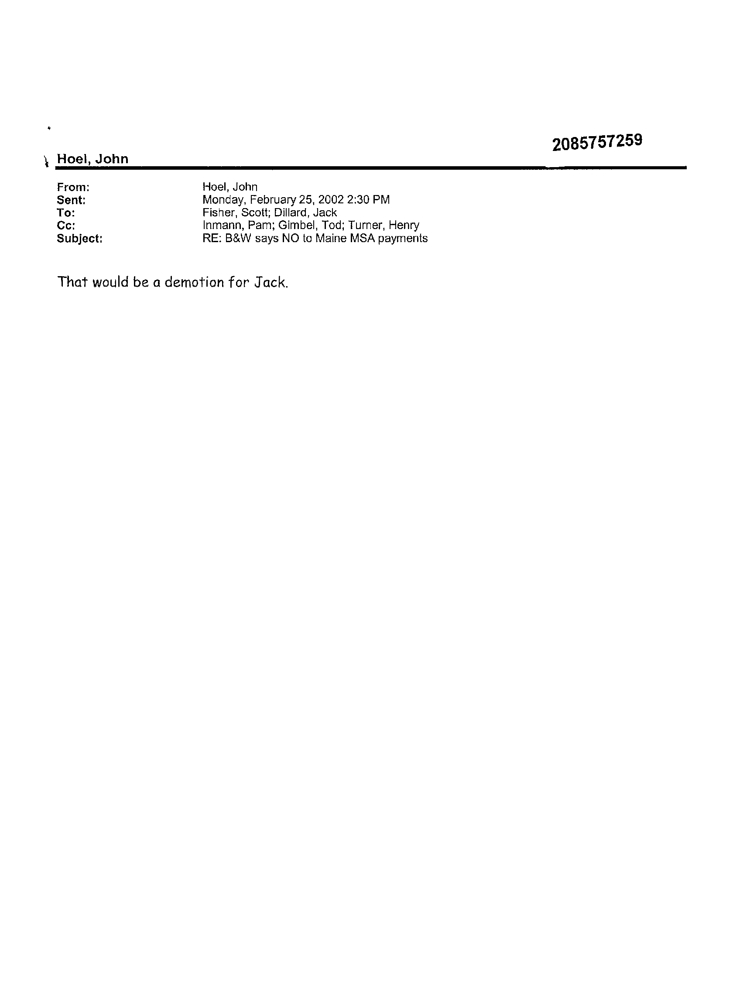 2085757259
Hoel, John
From: Hoel, John
Sent: Monday, February 25, 2002 2:30 PM
To: Fisher, Scott; Dillard, Jack
Cc: Inmann, Pam; Gimbel, Tod; Turner, Henry
Subject: RE: B&W says NO to Maine MSA payments
That would be a demotion for Jack.